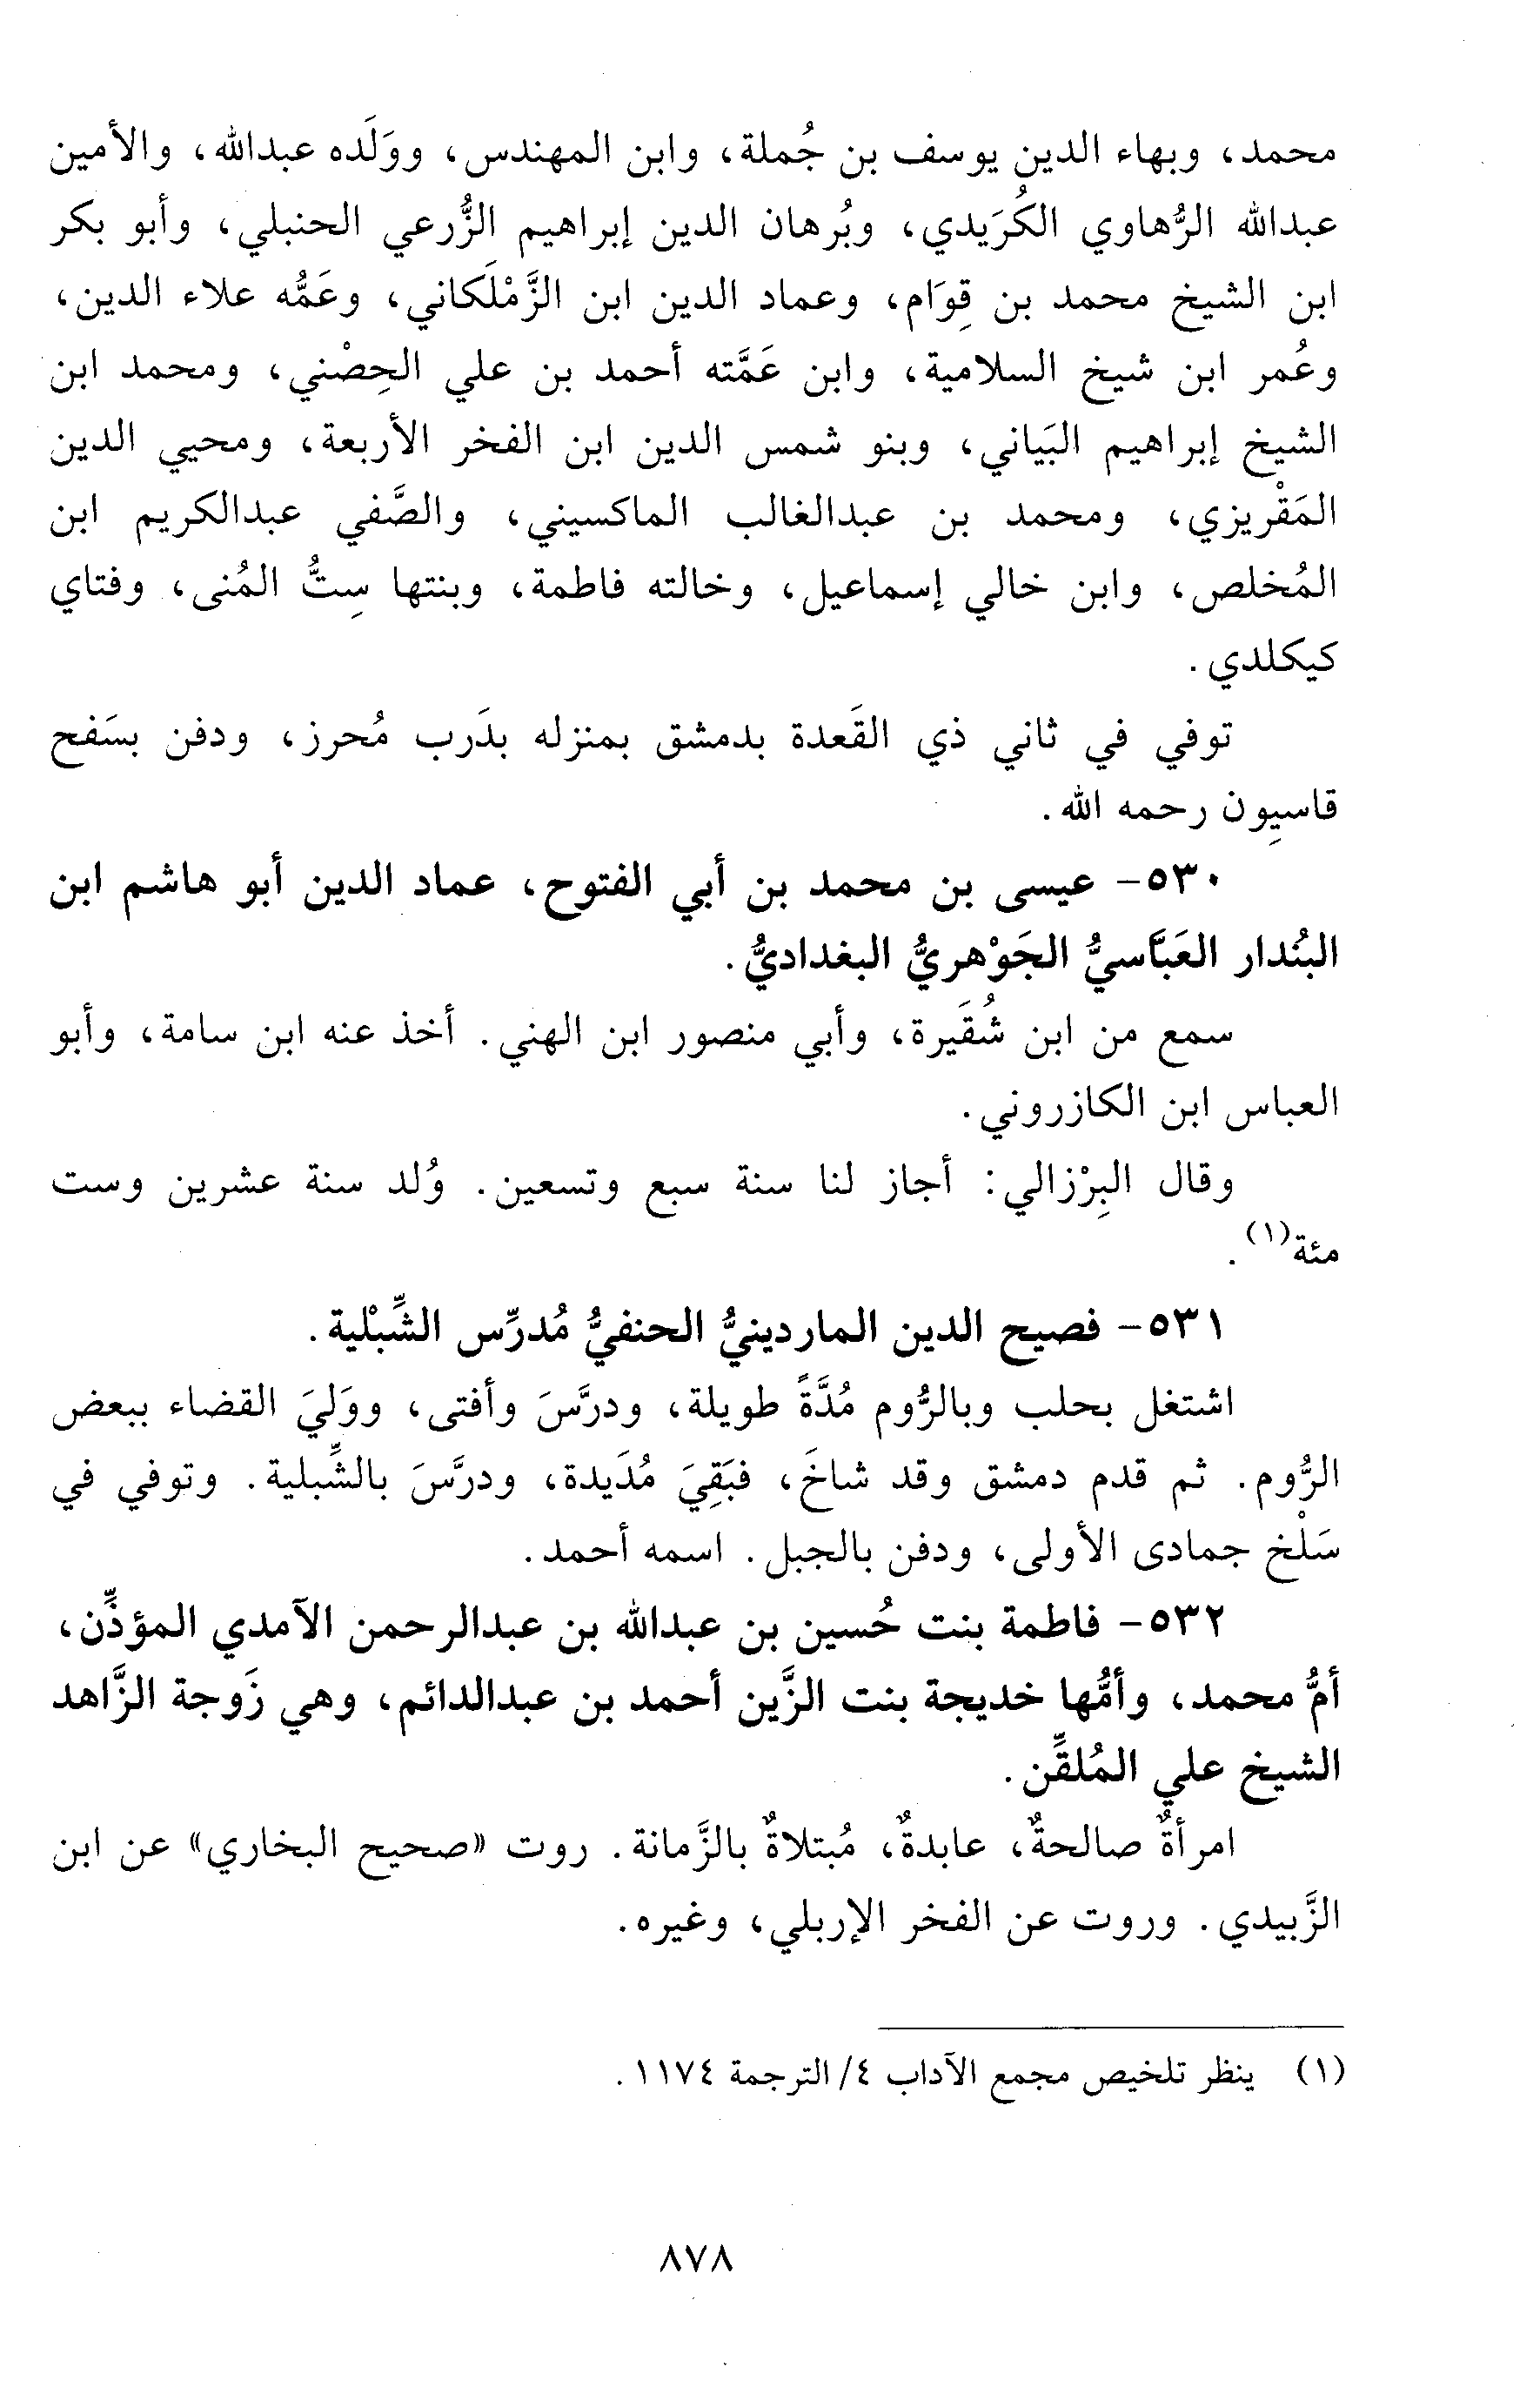 محمد، وبهاء الدين يوسف بن جُملة، وابن المهندس، ووَلَده عبدالله، والأمين
عبدالله الرُّهاوي الكُرَيدي، وبُرهان الدين إبراهيم الزُّرعي الحنبلي، وأبو بكر
ابن الشيخ محمد بن قِوَام، وعماد الدين ابن الزَّمْلَكاني، وعَمُّه علاء الدين،
وعُمر ابن شيخ السلامية، وابن عَمَّته أحمد بن علي الحِصْني، ومحمد ابن
الشيخ إبراهيم البَياني، وبنو شمس الدين ابن الفخر الأربعة، ومحيي الدين
المَقْريزي، ومحمد بن عبدالغالب الماكسيني، والصَّفي عبدالكريم ابن
المُخلص، وابن خالي إسماعيل، وخالته فاطمة، وبنتها سِتُّ المُنى، وفتاي
كيكلدي.
توفي في ثاني ذي القَعدة بدمشق بمنزله بدَرب مُحرز، ودفن بسَفح
قاسِيون رحمه الله.
٥٣٠- عيسى بن محمد بن أبي الفتوح، عماد الدين أبو هاشم ابن
البُندار العَبَّاسيُّ الجَوْهريُّ البغداديُّ.
سمع من ابن شُقَيرة، وأبي منصور ابن الهني. أخذ عنه ابن سامة، وأبو
العباس ابن الكازروني.
وقال البِرْزالي: أجاز لنا سنة سبع وتسعين. وُلد سنة عشرين وست
مئة(١).
٥٣١- فصيح الدين الماردينيُّ الحنفيُّ مُدرِّس الشِّبْلية.
اشتغل بحلب وبالرُّوم مُدَّةً طويلة، ودرَّسَ وأفتى، ووَليَ القضاء ببعض
الرُّوم. ثم قدم دمشق وقد شاخَ، فبَقِيَ مُدَيدة، ودرَّسَ بالشِّبلية. وتوفي في
سَلْخ جمادى الأولى، ودفن بالجبل. اسمه أحمد.
٥٣٢- فاطمة بنت حُسين بن عبدالله بن عبدالرحمن الآمدي المؤذِّن،
أمُّ محمد، وأمُّها خديجة بنت الزَّين أحمد بن عبدالدائم، وهي زَوجة الزَّاهد
الشيخ علي المُلقِّن.
امرأةٌ صالحةٌ، عابدةٌ، مُبتلاةٌ بالزَّمانة. روت «صحيح البخاري» عن ابن
الزَّبيدي. وروت عن الفخر الإربلي، وغيره.
(١) ينظر تلخيص مجمع الآداب ٤/ الترجمة ١١٧٤.
٨٧٨